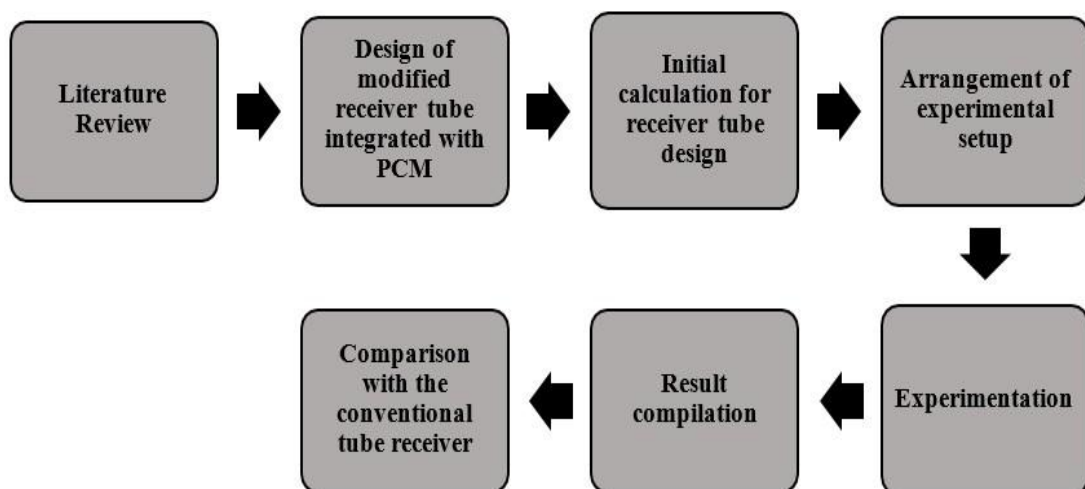 Literature
Review
Design of
modified
receiver tube
integrated with
PCM
Initial
calculation for
receiver tube
design
Arrangement of
experimental
setup
Experimentation
Result
compilation
Comparison
with the
conventional
tube receiver